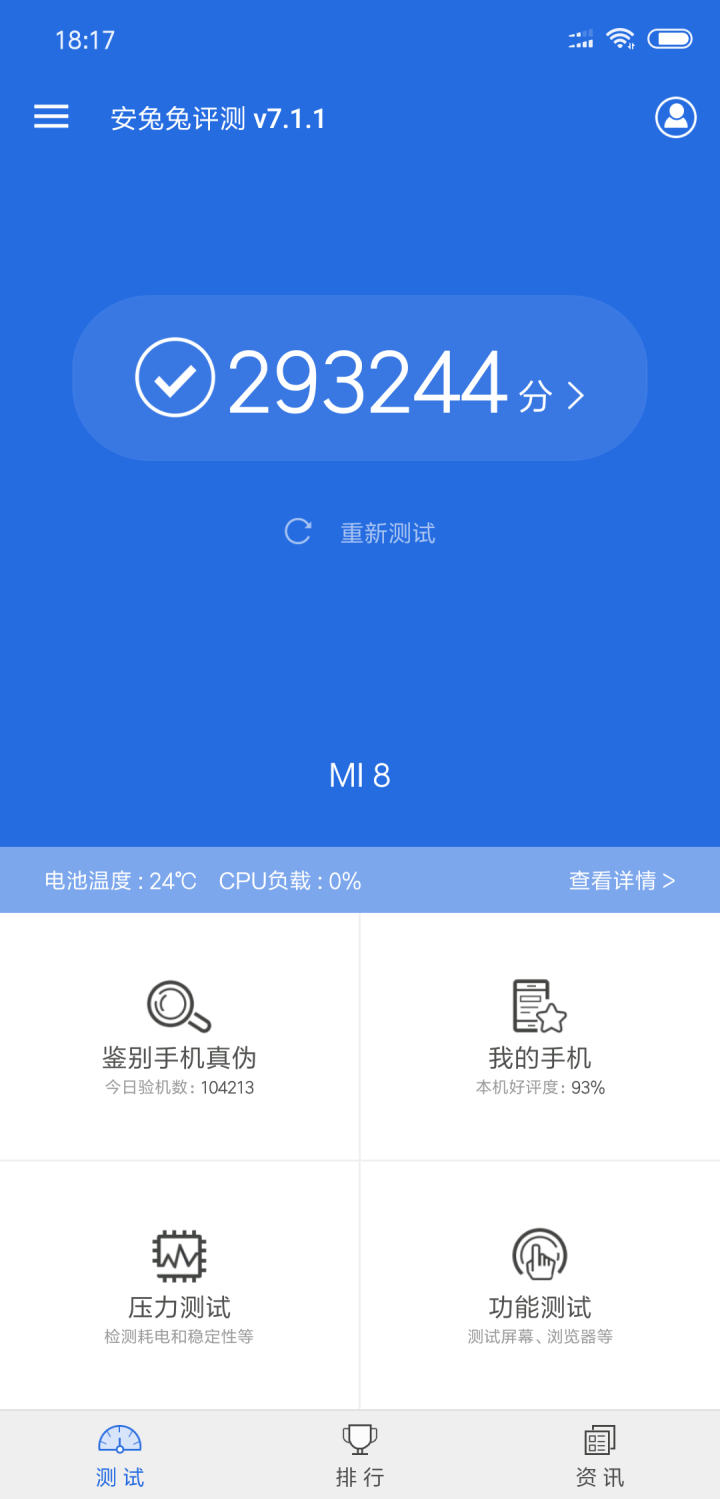 18:17
安兔兔评测 v7.1.1
293244 分 >
重新测试
MI 8
电池温度 : 24℃ CPU负载 : 0% 查看详情 >
鉴别手机真伪 我的手机
今日验机数: 104213 本机好评度: 93%
压力测试 功能测试
检测耗电和稳定性等 测试屏幕、浏览器等
测 试 排 行 资 讯